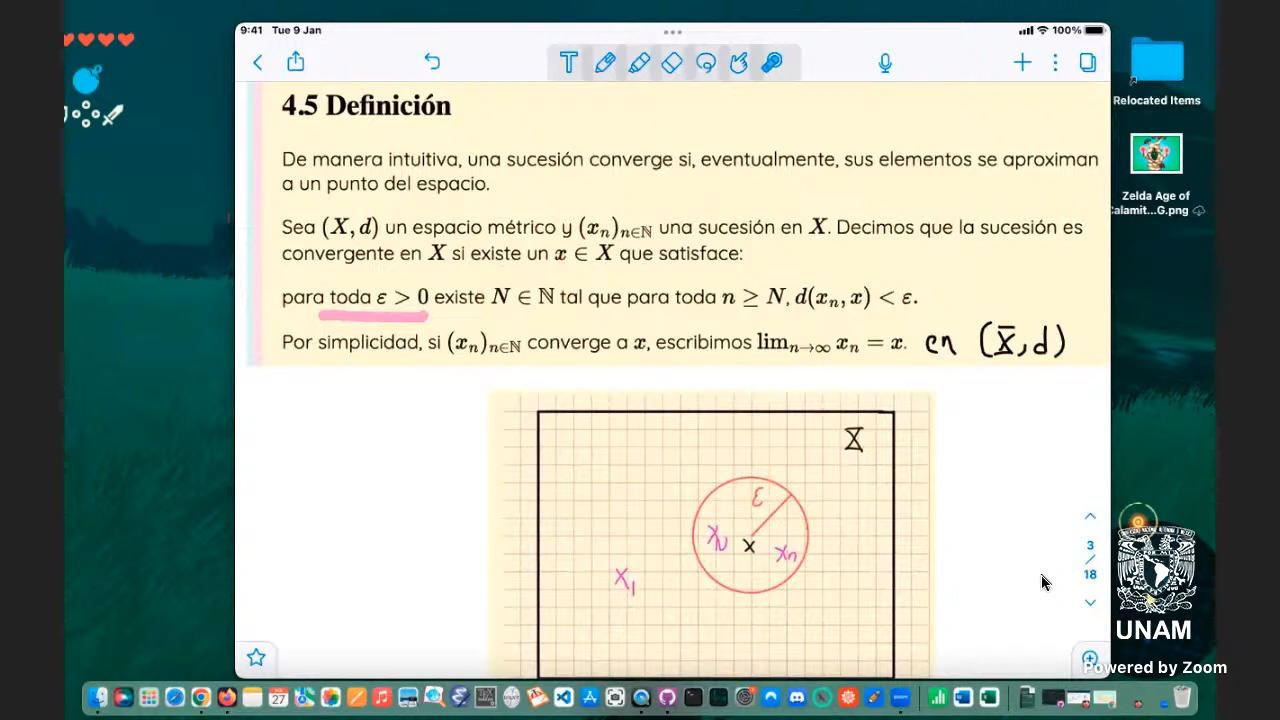 9:41 Tue 9 Jan
100%
4.5 Definición
De manera intuitiva, una sucesión converge si, eventualmente, sus elementos se aproximan
a un punto del espacio.
Sea (X, d) un espacio métrico y (xₙ)ₙ∈ℕ una sucesión en X. Decimos que la sucesión es
convergente en X si existe un x ∈ X que satisface:
para toda ε > 0 existe N ∈ ℕ tal que para toda n ≥ N, d(xₙ, x) < ε.
Por simplicidad, si (xₙ)ₙ∈ℕ converge a x, escribimos limₙ→∞ xₙ = x. en (X, d)
X
ε
x_N x xₙ
x₁
3
/
18
Relocated Items
Zelda Age of
Calamit...G.png
UNAM
Powered by Zoom
27